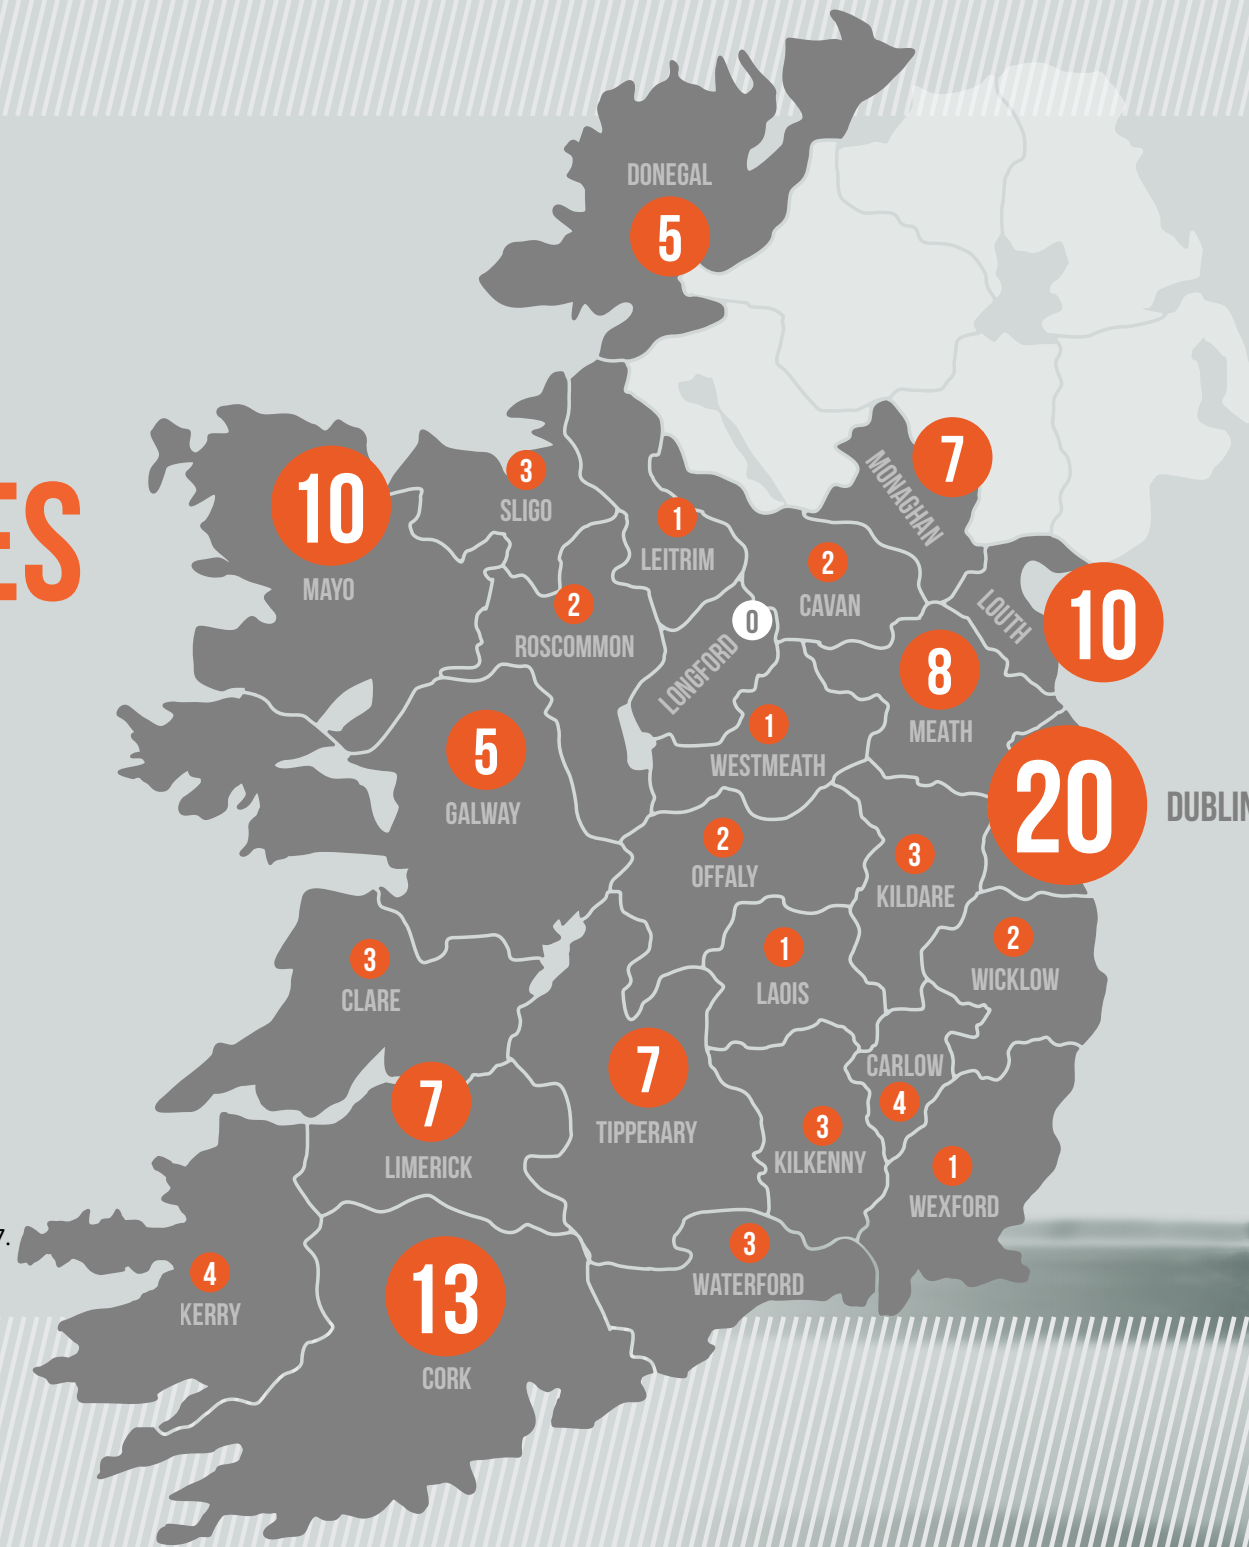 DONEGAL
5
7
MONAGHAN
10
MAYO
3
SLIGO
ES
1
LEITRIM
2
CAVAN
LOUTH
10
2
ROSCOMMON
0
LONGFORD
8
MEATH
1
WESTMEATH
5
GALWAY
20
DUBLIN
2
OFFALY
3
KILDARE
1
LAOIS
2
WICKLOW
3
CLARE
7
LIMERICK
7
TIPPERARY
CARLOW
4
3
KILKENNY
1
WEXFORD
7.
4
KERRY
13
CORK
3
WATERFORD